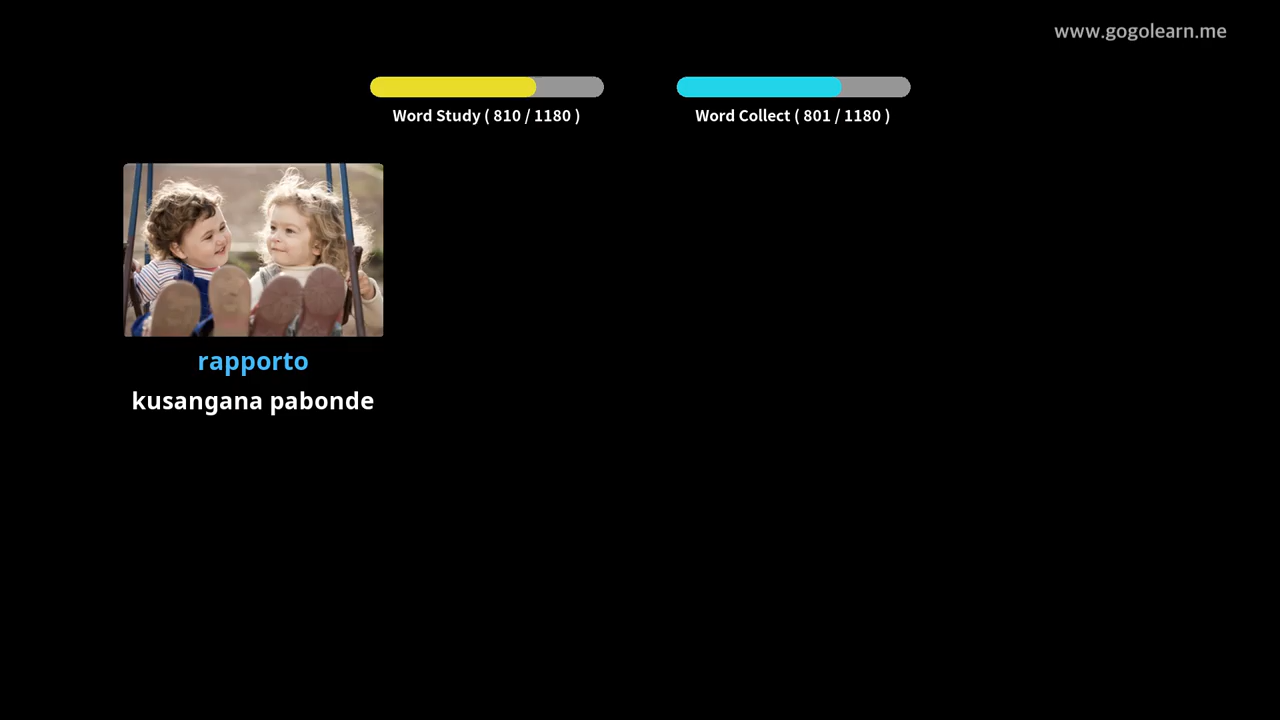 www.gogolearn.me
Word Study ( 810 / 1180 )
Word Collect ( 801 / 1180 )
rapporto
kusangana pabonde